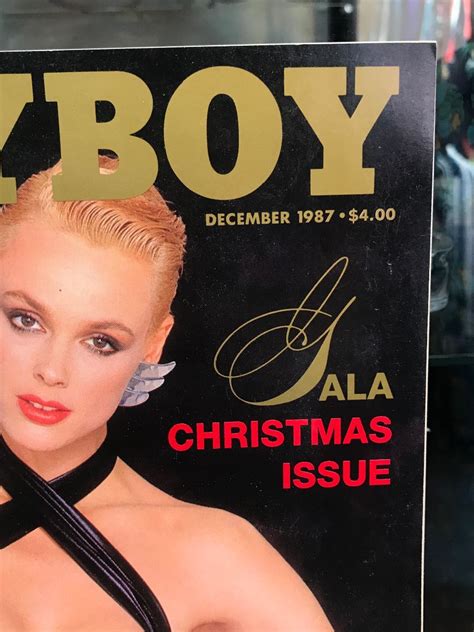 YBOY
DECEMBER 1987 • $4.00
GALA
CHRISTMAS
ISSUE